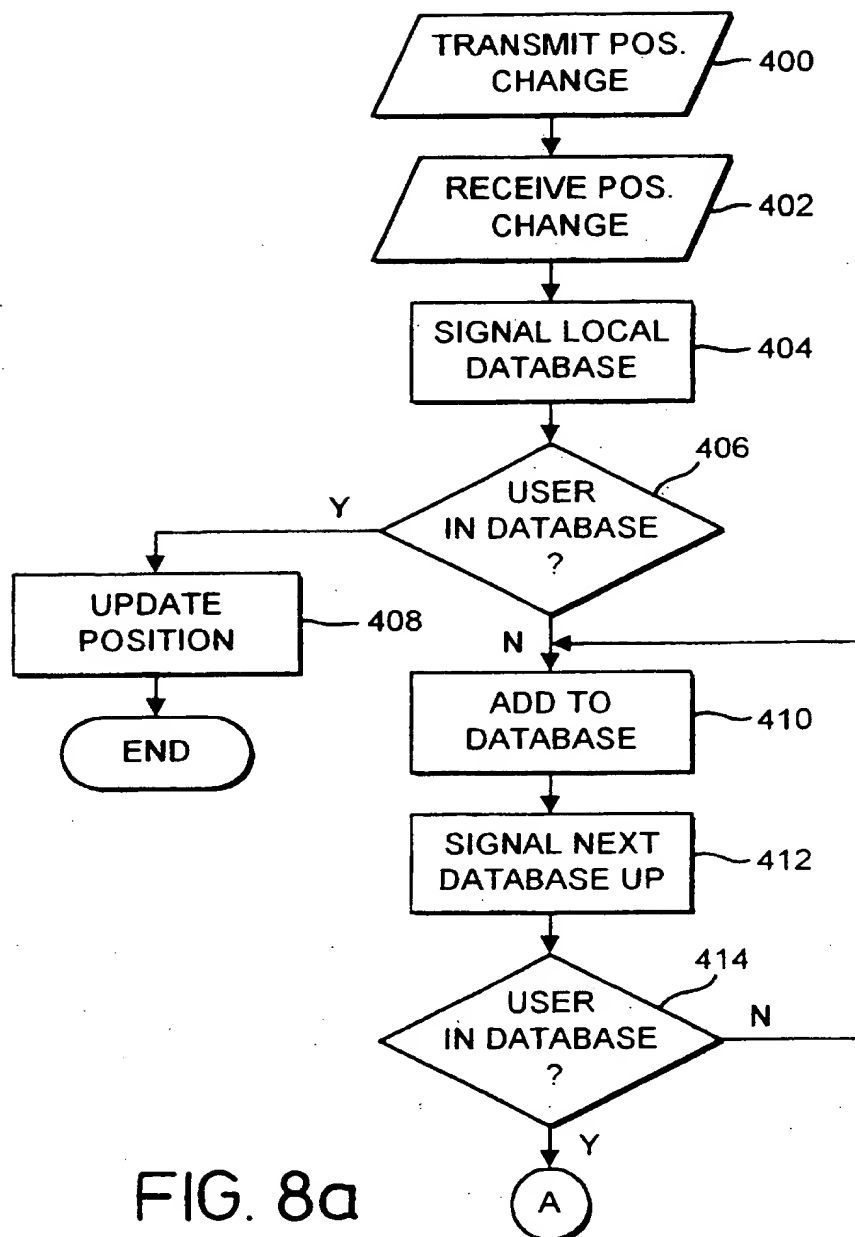 TRANSMIT POS.
CHANGE
400
RECEIVE POS.
CHANGE
402
SIGNAL LOCAL
DATABASE
404
406
USER
IN DATABASE
?
Y
UPDATE
POSITION
408
END
N
ADD TO
DATABASE
410
SIGNAL NEXT
DATABASE UP
412
414
USER
IN DATABASE
?
N
Y
A
FIG. 8a